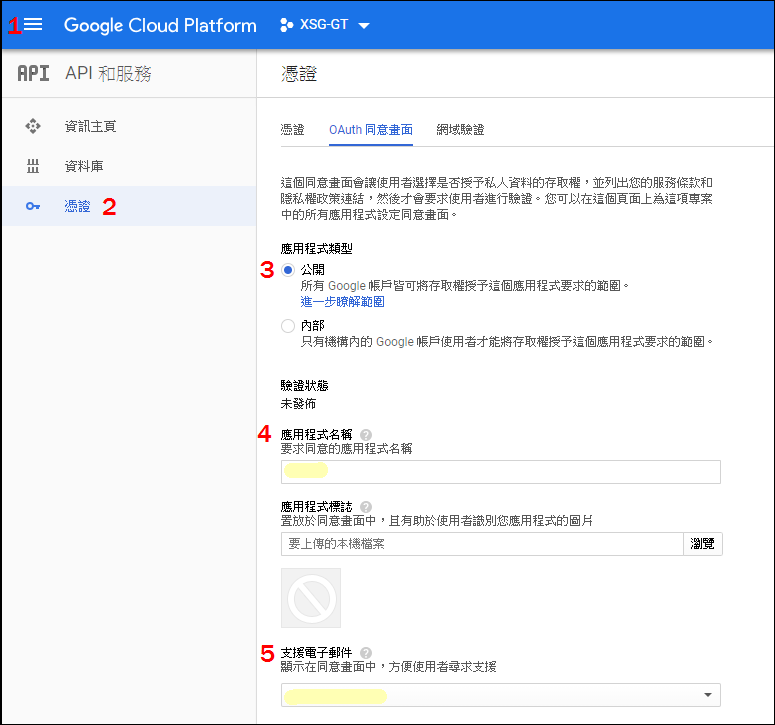 1 Google Cloud Platform XSG-GT
API API 和服務
憑證
資訊主頁
資料庫
憑證 2
憑證 OAuth 同意畫面 網域驗證
這個同意畫面會讓使用者選擇是否授予私人資料的存取權，並列出您的服務條款和
隱私權政策連結，然後才會要求使用者進行驗證。您可以在這個頁面上為這項專案
中的所有應用程式設定同意畫面。
應用程式類型
3 公開
所有 Google 帳戶皆可將存取權授予這個應用程式要求的範圍。
進一步瞭解範圍
內部
只有機構內的 Google 帳戶使用者才能將存取權授予這個應用程式要求的範圍。
驗證狀態
未發佈
4 應用程式名稱 ?
要求同意的應用程式名稱
應用程式標誌 ?
置放於同意畫面中，且有助於使用者識別您應用程式的圖片
要上傳的本機檔案 瀏覽
5 支援電子郵件 ?
顯示在同意畫面中，方便使用者尋求支援